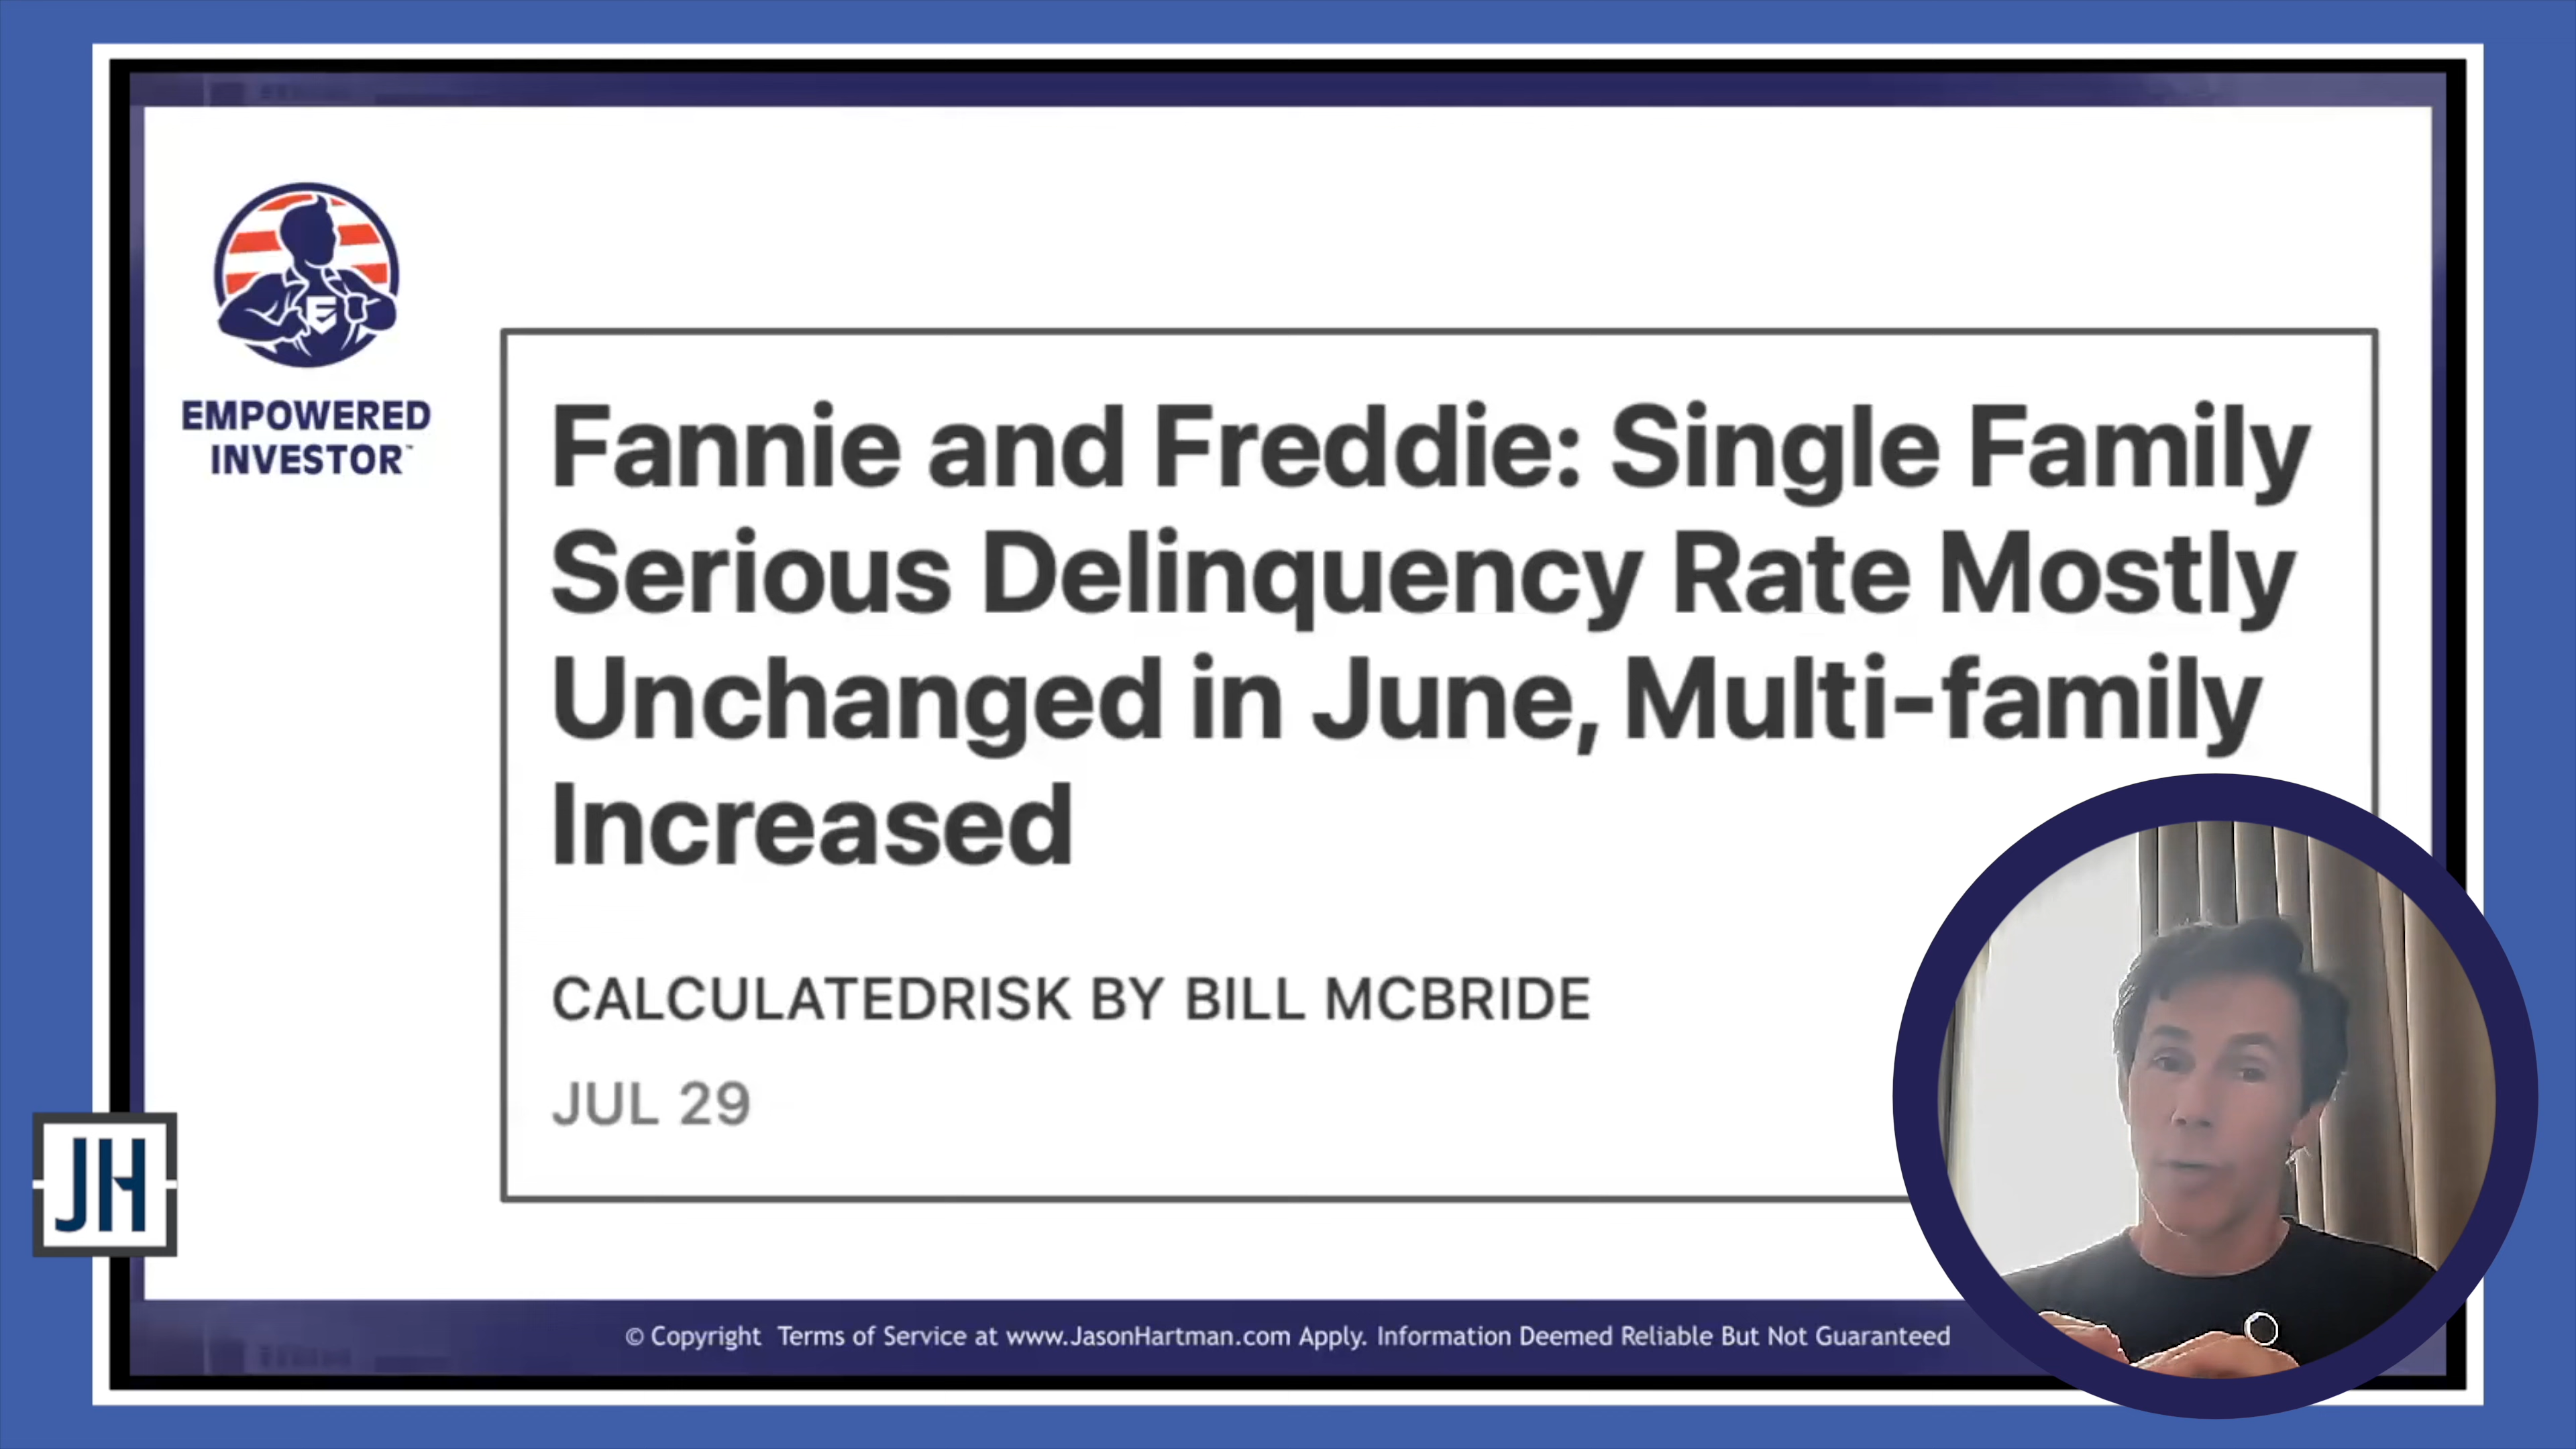 EMPOWERED
INVESTOR™
Fannie and Freddie: Single Family
Serious Delinquency Rate Mostly
Unchanged in June, Multi-family
Increased
CALCULATEDRISK BY BILL MCBRIDE
JUL 29
JH
© Copyright Terms of Service at www.JasonHartman.com Apply. Information Deemed Reliable But Not Guaranteed